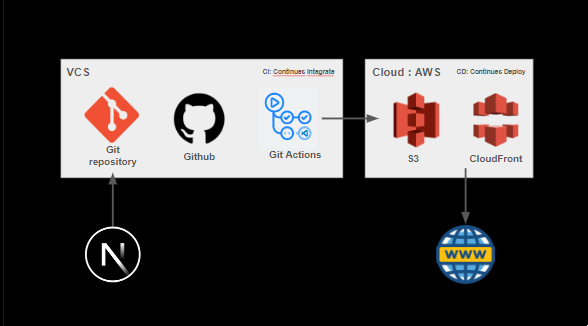 VCS
CI: Continues Integrate
Git
repository
Github
Git Actions
Cloud : AWS
CD: Continues Deploy
S3
CloudFront
N
WWW